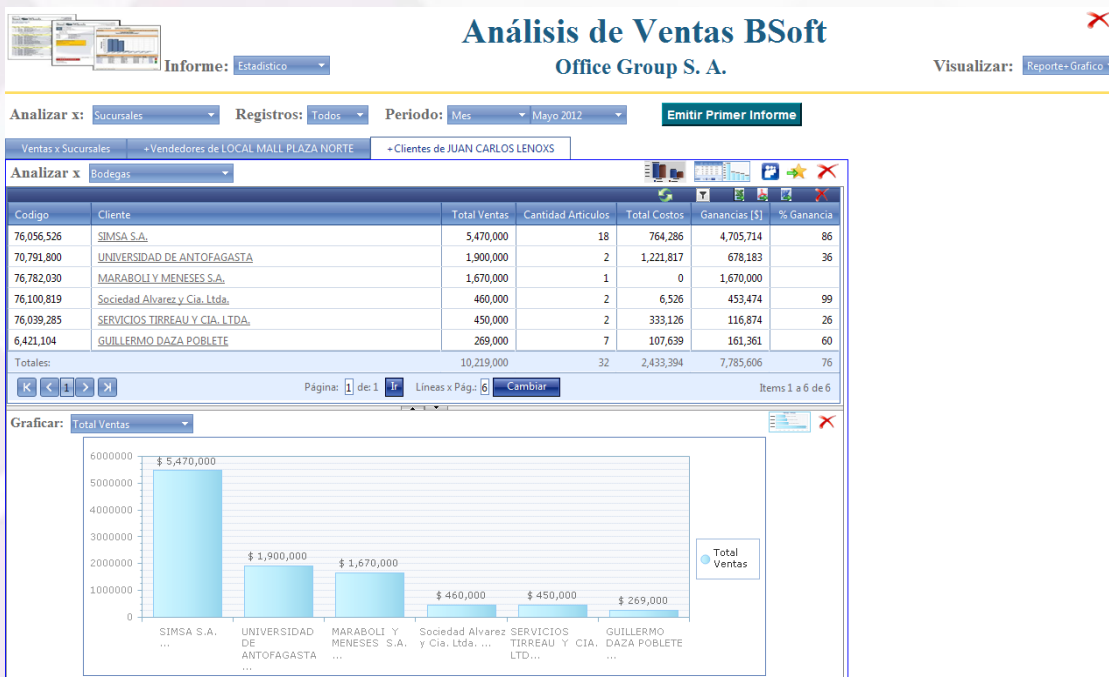 Análisis de Ventas BSoft
Informe: Estadistico
Office Group S. A.
Visualizar: Reporte+Grafico
Analizar x: Sucursales Registros: Todos Periodo: Mes Mayo 2012 Emitir Primer Informe
Ventas x Sucursales +Vendedores de LOCAL MALL PLAZA NORTE +Clientes de JUAN CARLOS LENOXS
Analizar x Bodegas
Codigo Cliente Total Ventas Cantidad Articulos Total Costos Ganancias [$] % Ganancia
76,056,526 SIMSA S.A. 5,470,000 18 764,286 4,705,714 86
70,791,800 UNIVERSIDAD DE ANTOFAGASTA 1,900,000 2 1,221,817 678,183 36
76,782,030 MARABOLI Y MENESES S.A. 1,670,000 1 0 1,670,000
76,100,819 Sociedad Alvarez y Cia. Ltda. 460,000 2 6,526 453,474 99
76,039,285 SERVICIOS TIRREAU Y CIA. LTDA. 450,000 2 333,126 116,874 26
6,421,104 GUILLERMO DAZA POBLETE 269,000 7 107,639 161,361 60
Totales: 10,219,000 32 2,433,394 7,785,606 76
1 Página: 1 de: 1 Ir Líneas x Pág.: 6 Cambiar Items 1 a 6 de 6
Graficar: Total Ventas
6000000
5000000
4000000
3000000
2000000
1000000
0
$ 5,470,000
$ 1,900,000
$ 1,670,000
$ 460,000
$ 450,000
$ 269,000
SIMSA S.A.
...
UNIVERSIDAD
DE
ANTOFAGASTA
...
MARABOLI Y
MENESES S.A.
...
Sociedad Alvarez
y Cia. Ltda. ...
SERVICIOS
TIRREAU Y CIA.
LTD...
GUILLERMO
DAZA POBLETE
...
Total
Ventas